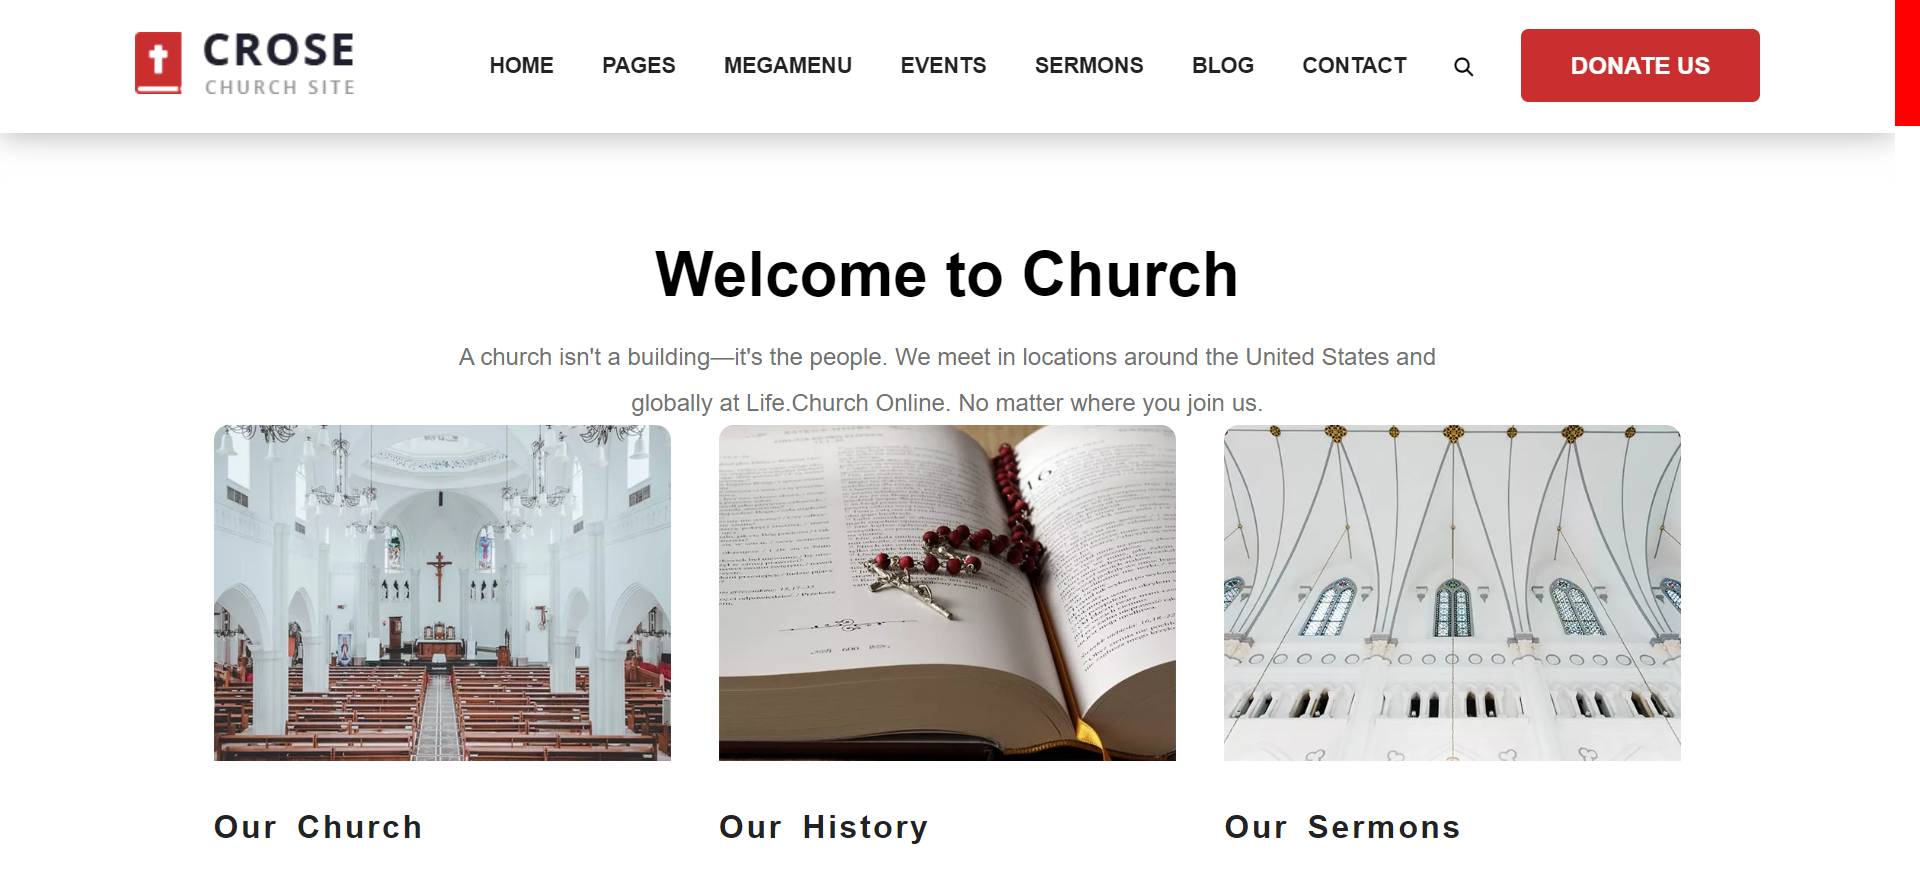 CROSE
CHURCH SITE
HOME PAGES MEGAMENU EVENTS SERMONS BLOG CONTACT DONATE US
Welcome to Church
A church isn't a building—it's the people. We meet in locations around the United States and
globally at Life.Church Online. No matter where you join us.
600
Our Church Our History Our Sermons